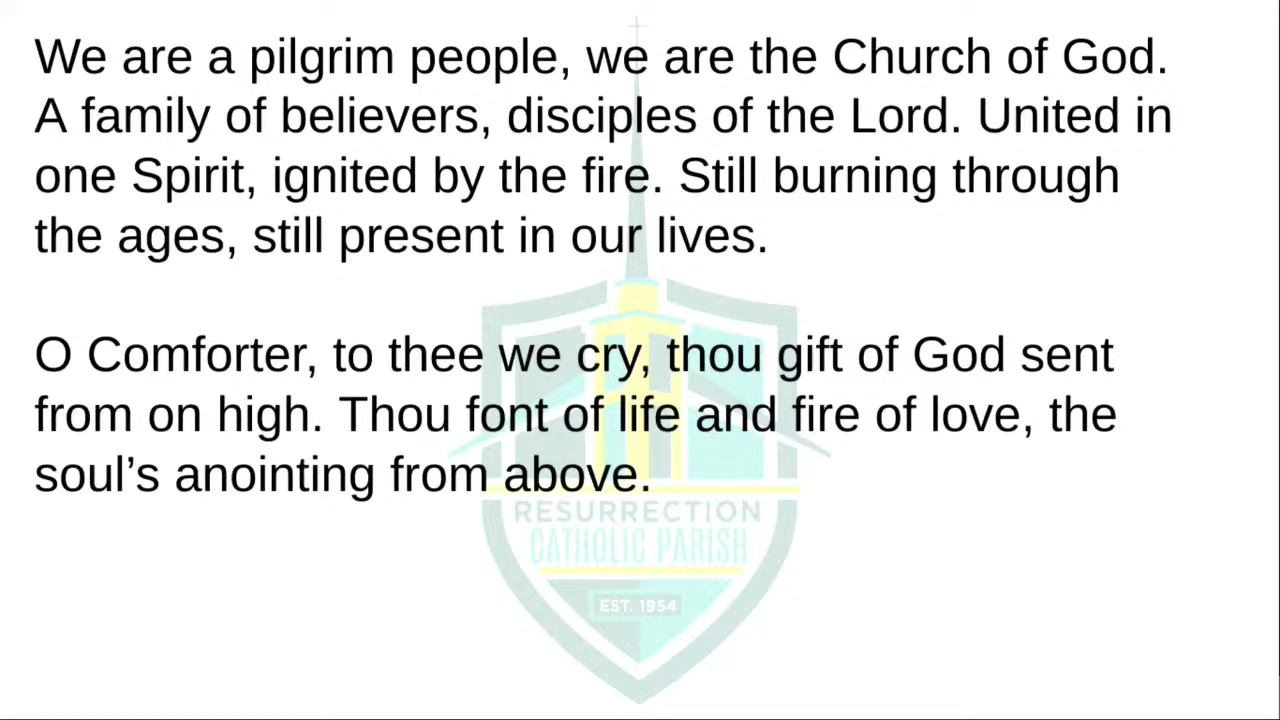 We are a pilgrim people, we are the Church of God.
A family of believers, disciples of the Lord. United in
one Spirit, ignited by the fire. Still burning through
the ages, still present in our lives.
O Comforter, to thee we cry, thou gift of God sent
from on high. Thou font of life and fire of love, the
soul’s anointing from above.
RESURRECTION
CATHOLIC PARISH
EST. 1954